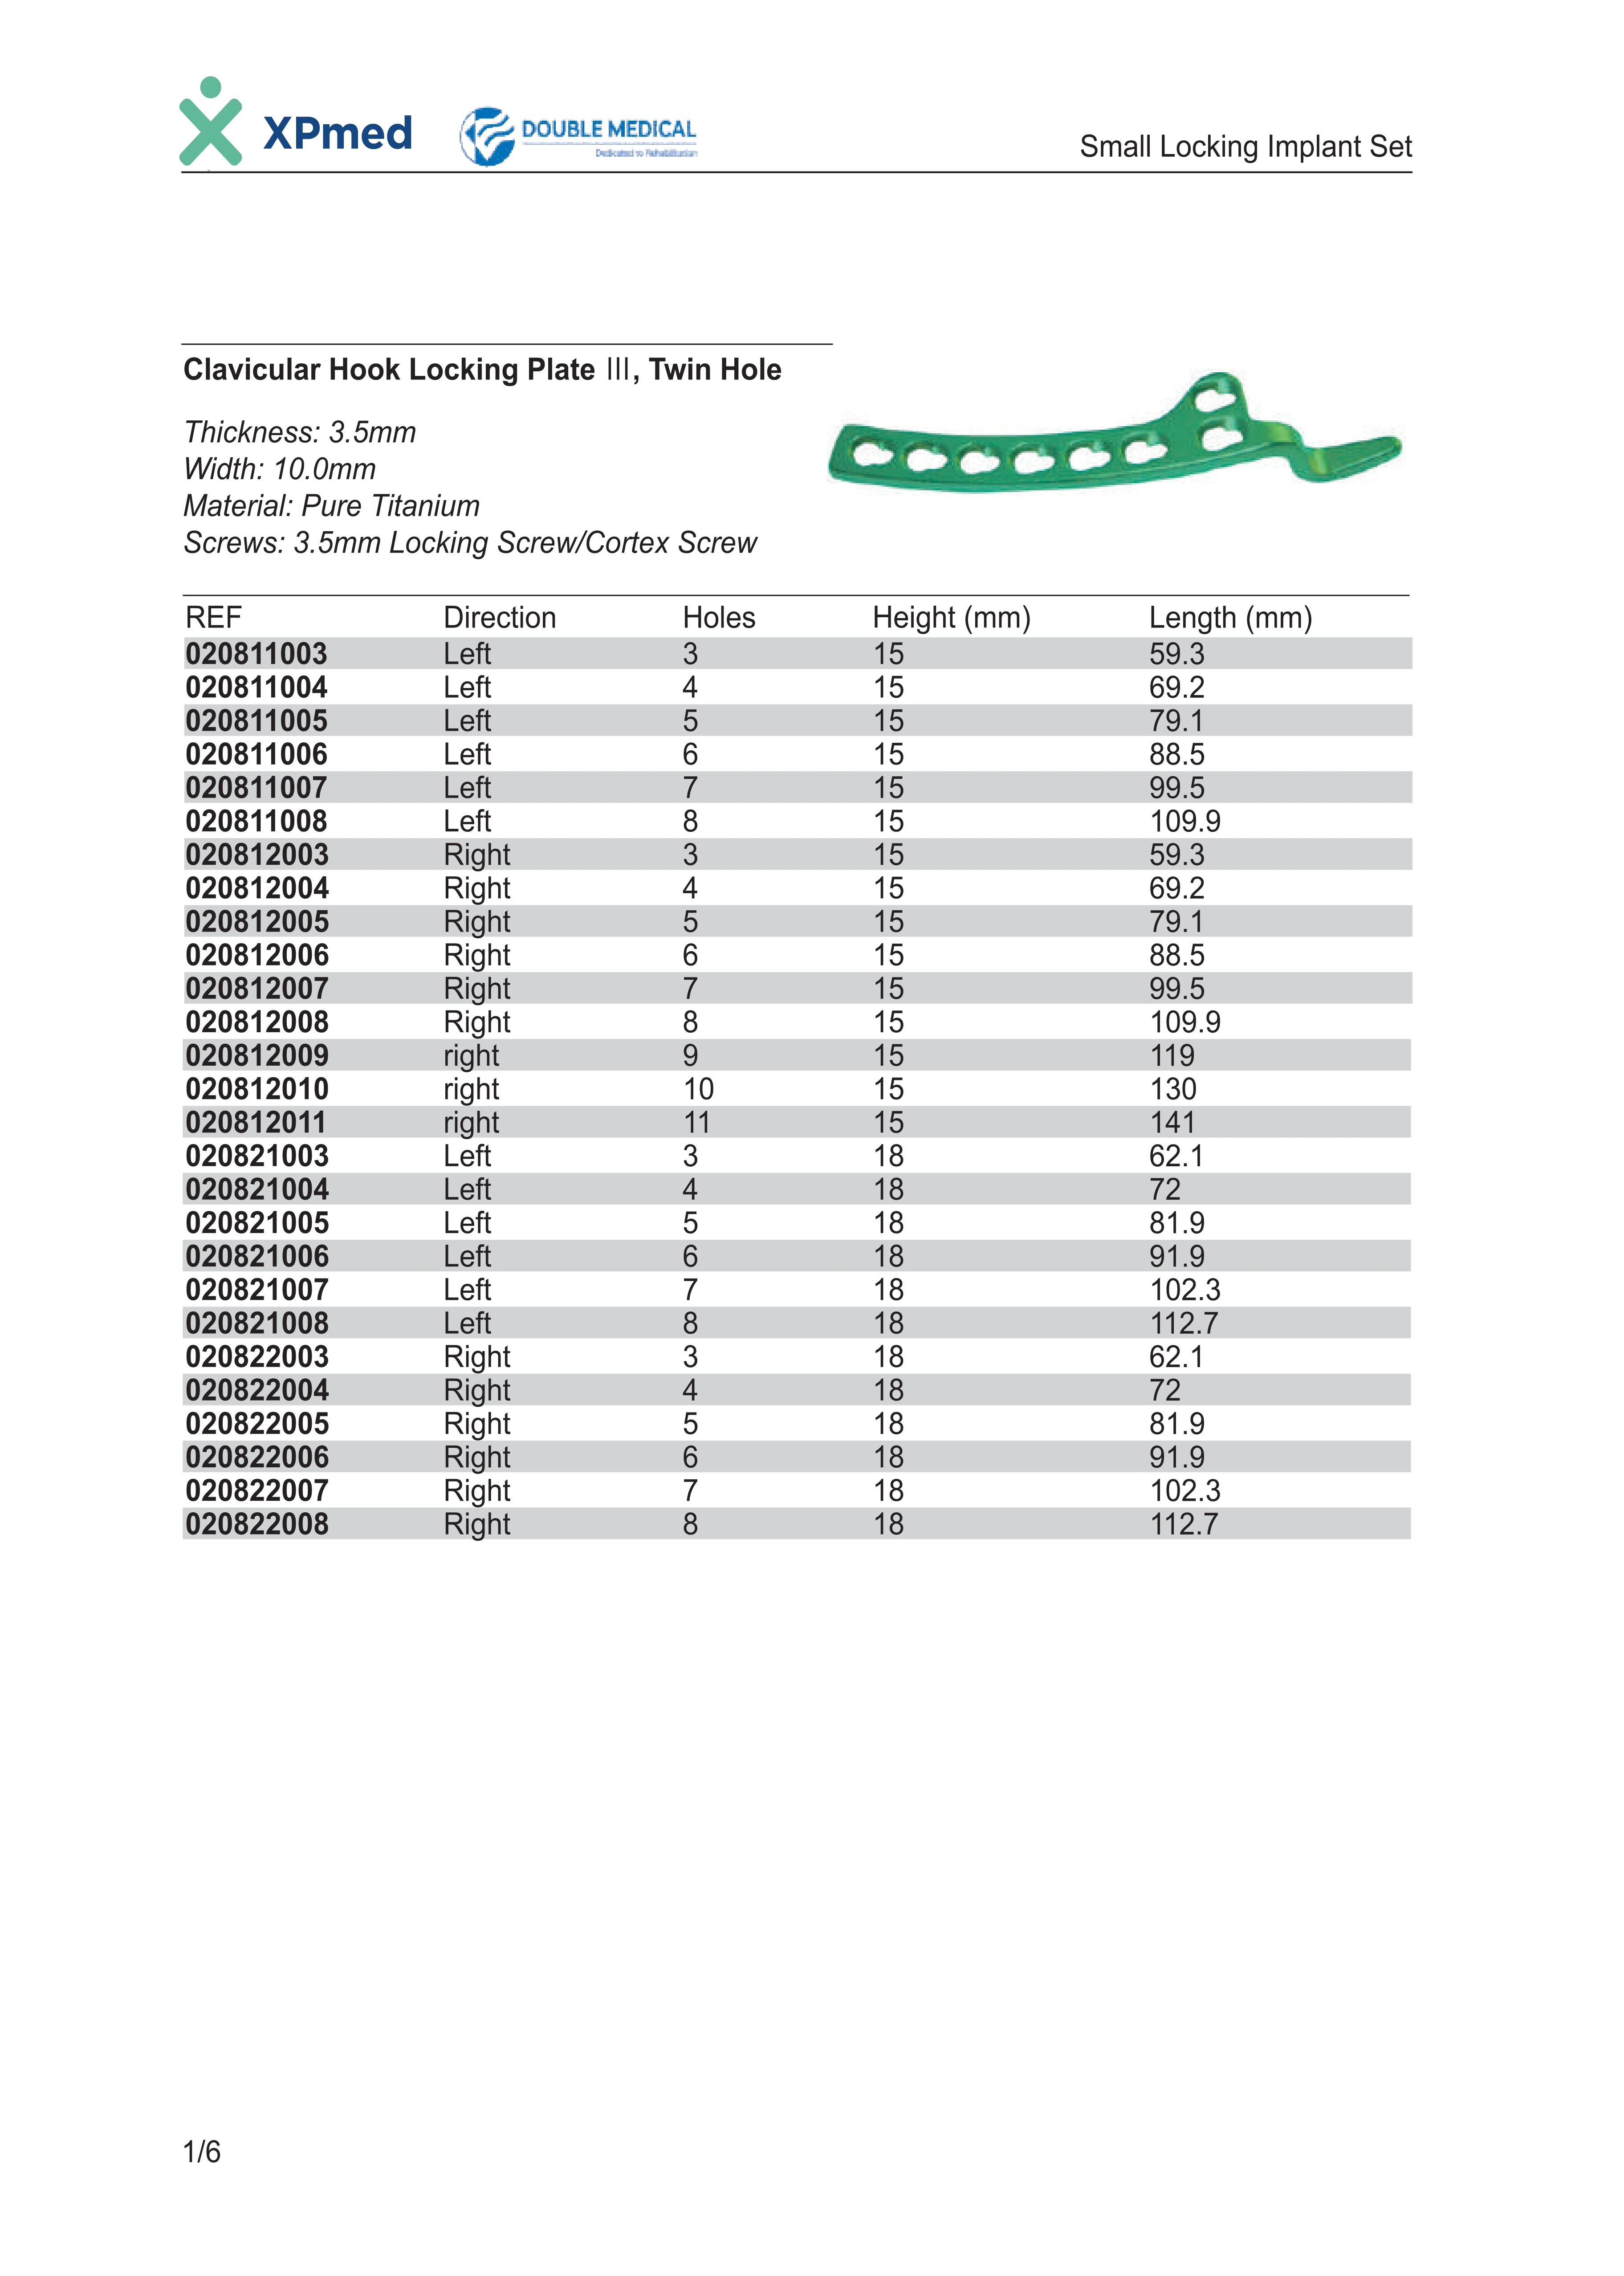 XPmed
DOUBLE MEDICAL
Dedicated to Rehabilitation
Small Locking Implant Set
Clavicular Hook Locking Plate Ⅲ, Twin Hole
Thickness: 3.5mm
Width: 10.0mm
Material: Pure Titanium
Screws: 3.5mm Locking Screw/Cortex Screw
REF Direction Holes Height (mm) Length (mm)
020811003 Left 3 15 59.3
020811004 Left 4 15 69.2
020811005 Left 5 15 79.1
020811006 Left 6 15 88.5
020811007 Left 7 15 99.5
020811008 Left 8 15 109.9
020812003 Right 3 15 59.3
020812004 Right 4 15 69.2
020812005 Right 5 15 79.1
020812006 Right 6 15 88.5
020812007 Right 7 15 99.5
020812008 Right 8 15 109.9
020812009 right 9 15 119
020812010 right 10 15 130
020812011 right 11 15 141
020821003 Left 3 18 62.1
020821004 Left 4 18 72
020821005 Left 5 18 81.9
020821006 Left 6 18 91.9
020821007 Left 7 18 102.3
020821008 Left 8 18 112.7
020822003 Right 3 18 62.1
020822004 Right 4 18 72
020822005 Right 5 18 81.9
020822006 Right 6 18 91.9
020822007 Right 7 18 102.3
020822008 Right 8 18 112.7
1/6